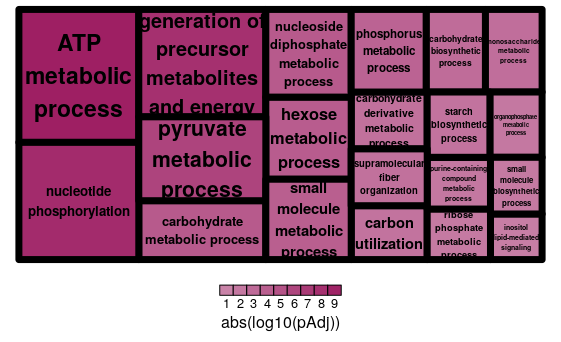 ATP
metabolic
process
nucleotide
phosphorylation
generation of
precursor
metabolites
and energy
pyruvate
metabolic
process
carbohydrate
metabolic process
nucleoside
diphosphate
metabolic
process
hexose
metabolic
process
small
molecule
metabolic
process
phosphorus
metabolic
process
carbohydrate
derivative
metabolic
process
supramolecular
fiber
organization
carbon
utilization
carbohydrate
biosynthetic
process
starch
biosynthetic
process
purine-containing
compound
metabolic
process
ribose
phosphate
metabolic
process
monosaccharide
metabolic
process
organophosphate
metabolic
process
small
molecule
biosynthetic
process
inositol
lipid-mediated
signaling
1 2 3 4 5 6 7 8 9
abs(log10(pAdj))